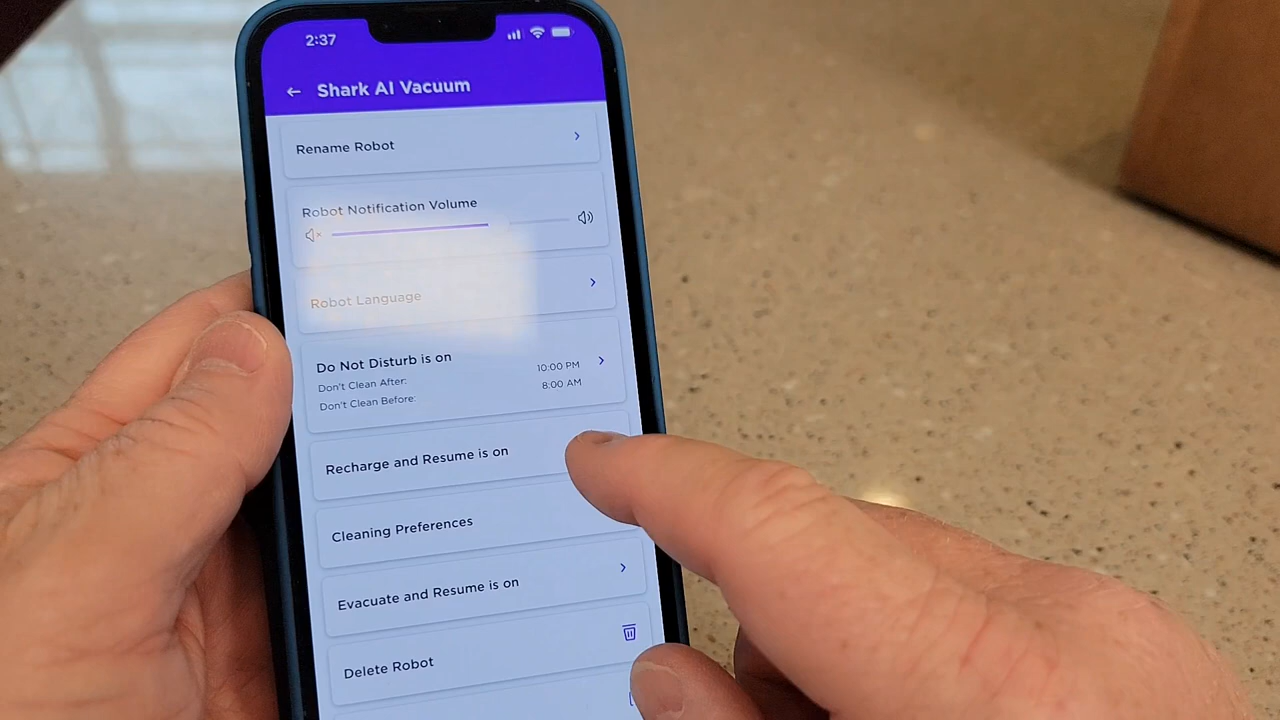 2:37
Shark AI Vacuum
Rename Robot
Robot Notification Volume
Robot Language
Do Not Disturb is on
Don't Clean After: 10:00 PM
Don't Clean Before: 8:00 AM
Recharge and Resume is on
Cleaning Preferences
Evacuate and Resume is on
Delete Robot